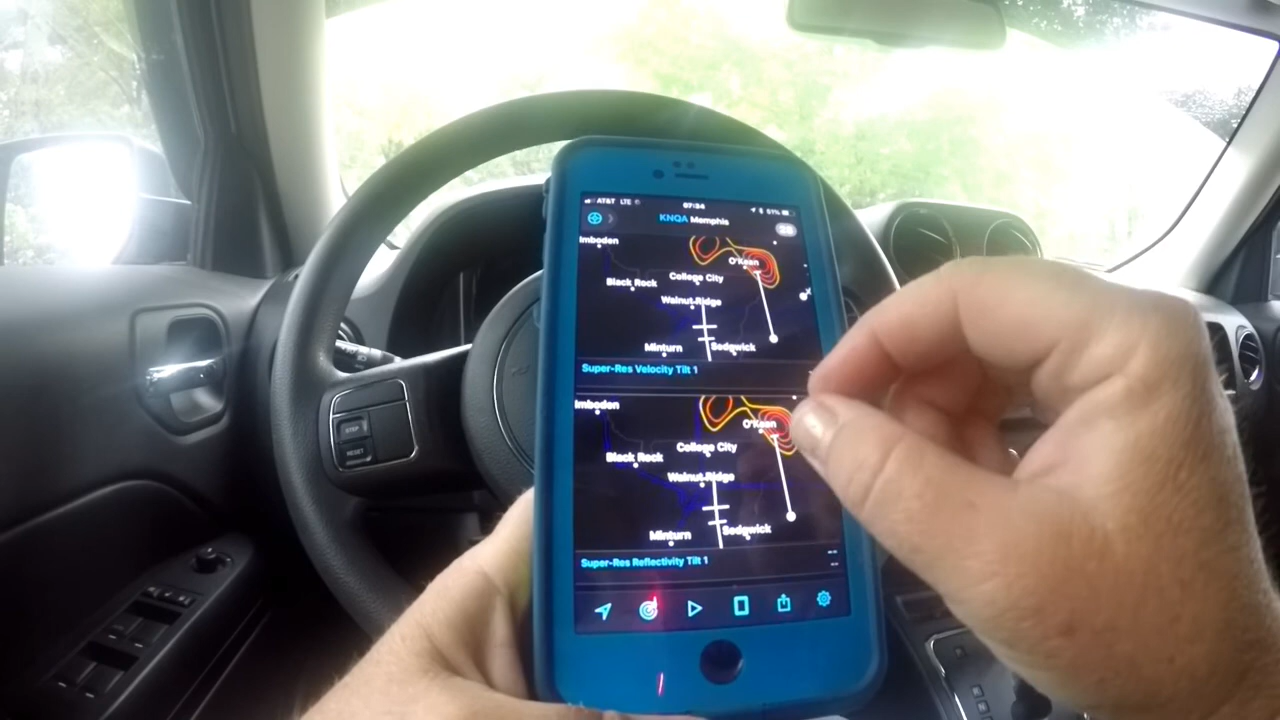 AT&T LTE 07:34 51%
KNQA Memphis
28
Imboden
O'Kean
College City
Black Rock
Walnut Ridge
Minturn Sedgwick
Super-Res Velocity Tilt 1
Imboden
O'Kean
College City
Black Rock
Walnut Ridge
Minturn Sedgwick
Super-Res Reflectivity Tilt 1
--
--
STEP
RESET